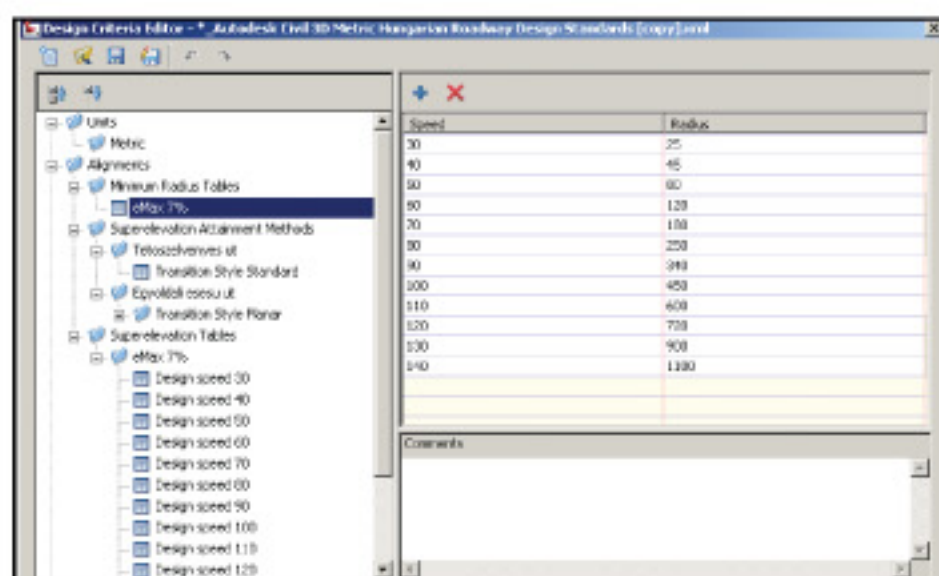 Design Criteria Editor - *_Autodesk Civil 3D Metric Hungarian Roadway Design Standards [copy].xml
Units
Metric
Alignments
Minimum Radius Tables
eMax 7%
Superelevation Attainment Methods
Tetoszelvenyes ut
Transition Style Standard
Egyoldali esesu ut
Transition Style Planar
Superelevation Tables
eMax 7%
Design speed 30
Design speed 40
Design speed 50
Design speed 60
Design speed 70
Design speed 80
Design speed 90
Design speed 100
Design speed 110
Design speed 120
Speed Radius
30 25
40 45
50 80
60 120
70 180
80 250
90 340
100 450
110 600
120 720
130 900
140 1100
Comments